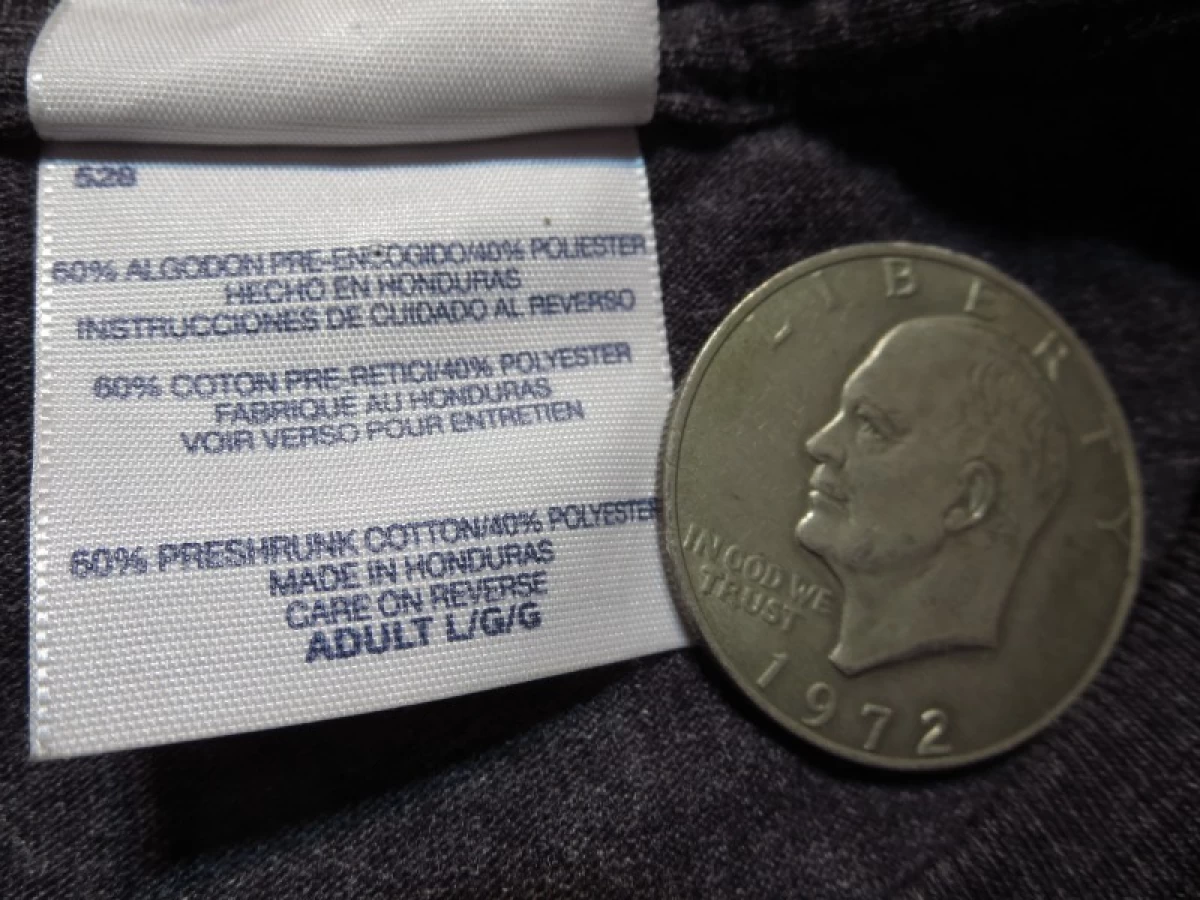 528
60% ALGODON PRE-ENCOGIDO/40% POLIESTER
HECHO EN HONDURAS
INSTRUCCIONES DE CUIDADO AL REVERSO
60% COTON PRE-RETICI/40% POLYESTER
FABRIQUE AU HONDURAS
VOIR VERSO POUR ENTRETIEN
60% PRESHRUNK COTTON/40% POLYESTER
MADE IN HONDURAS
CARE ON REVERSE
ADULT L/G/G
LIBERTY
IN GOD WE
TRUST
1972